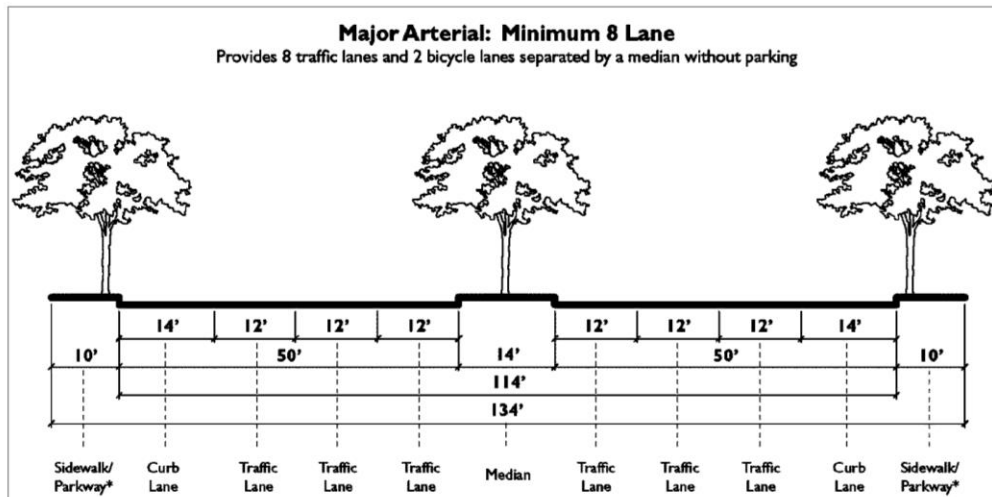 Major Arterial: Minimum 8 Lane
Provides 8 traffic lanes and 2 bicycle lanes separated by a median without parking
14' 12' 12' 12' 12' 12' 12' 14'
10' 50' 14' 50' 10'
114'
134'
Sidewalk/ Curb Traffic Traffic Traffic Median Traffic Traffic Traffic Curb Sidewalk/
Parkway* Lane Lane Lane Lane Lane Lane Lane Lane Parkway*